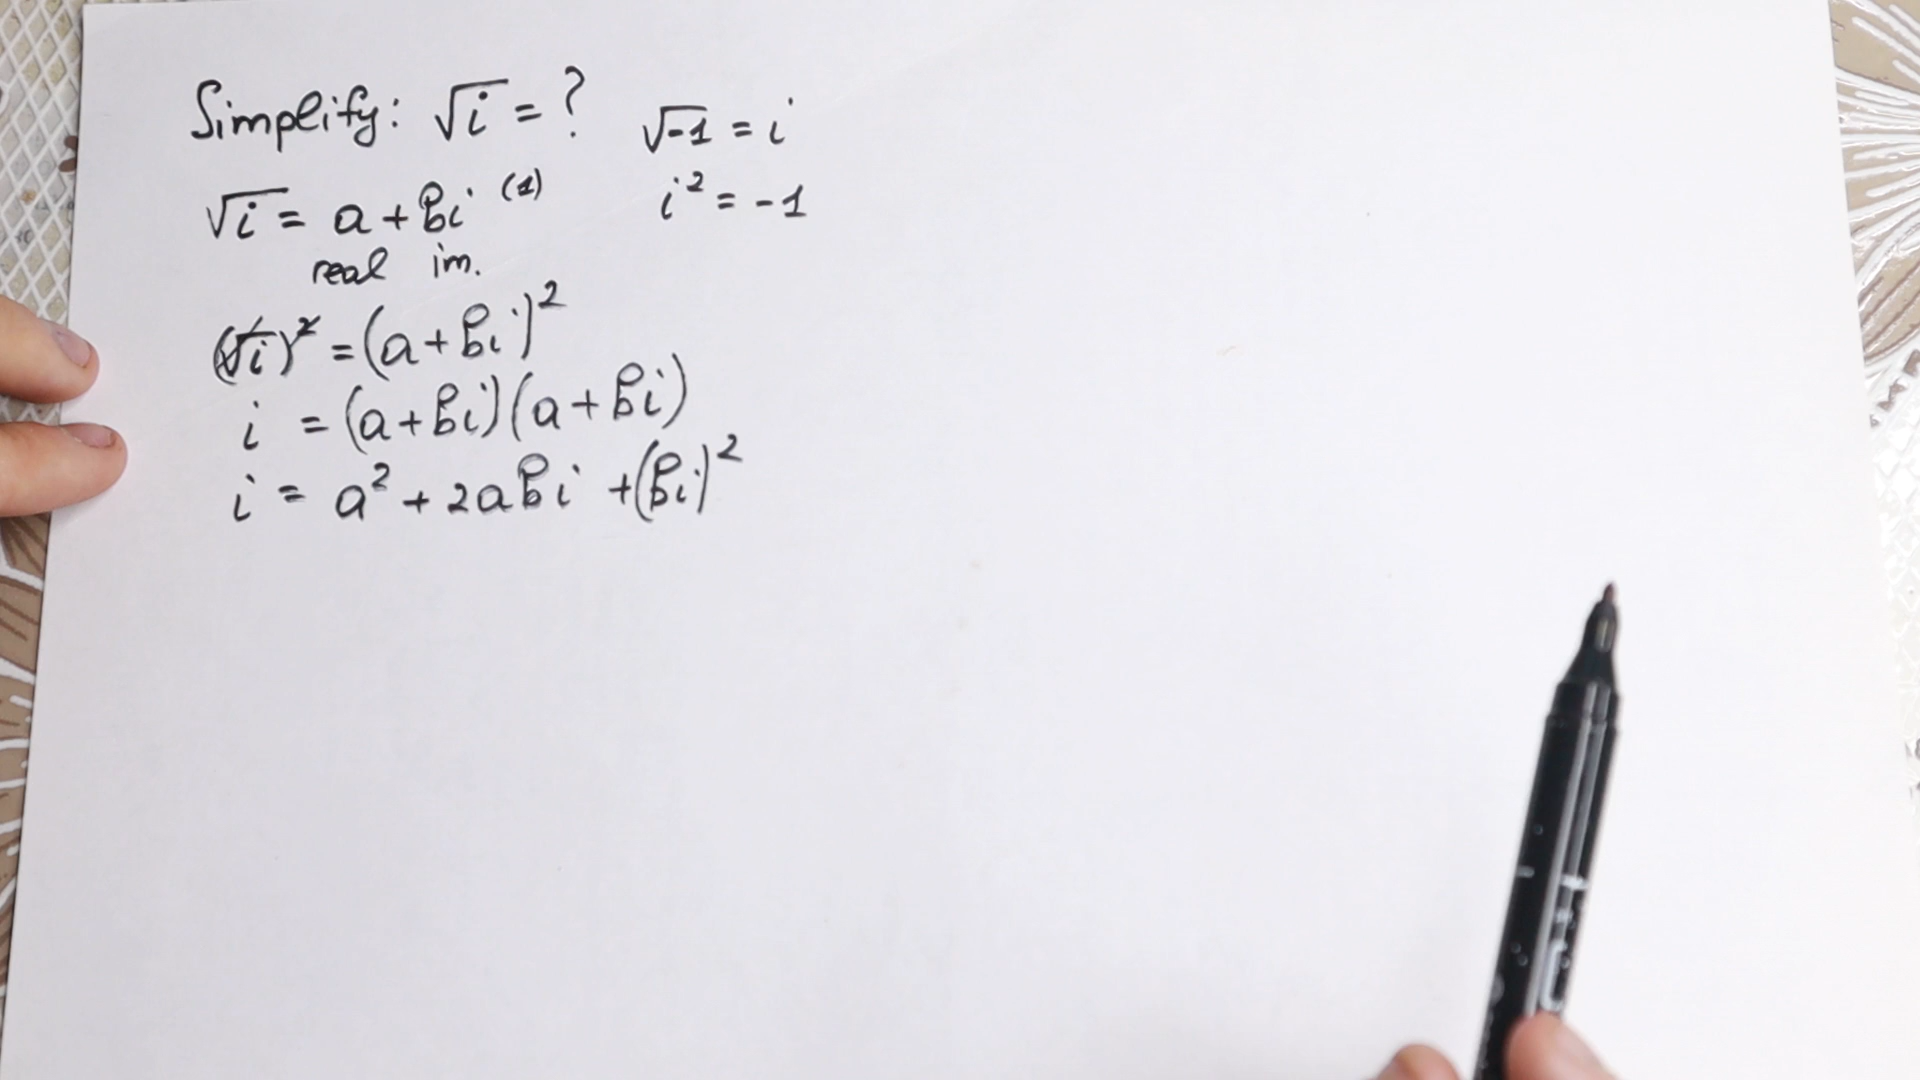 Simplify: √i = ?
√-1 = i
i² = -1
√i = a + bi (1)
real im.
(√i)² = (a + bi)²
i = (a + bi)(a + bi)
i = a² + 2abi + (bi)²